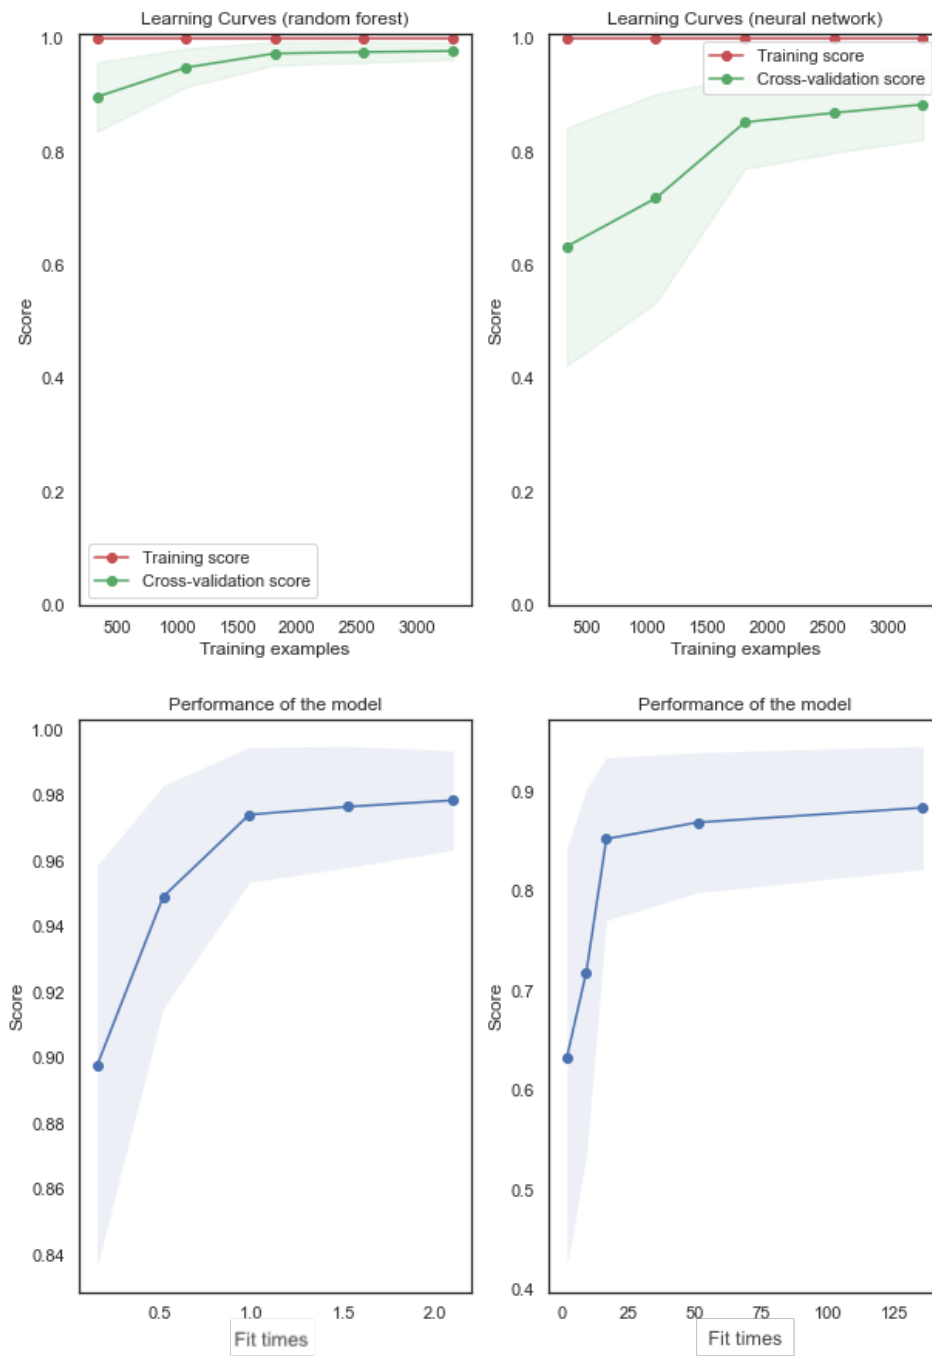 Learning Curves (random forest)
1.0
0.8
0.6
0.4
0.2
0.0
Score
Training score
Cross-validation score
500 1000 1500 2000 2500 3000
Training examples
Learning Curves (neural network)
1.0
0.8
0.6
0.4
0.2
0.0
Score
Training score
Cross-validation score
500 1000 1500 2000 2500 3000
Training examples
Performance of the model
1.00
0.98
0.96
0.94
0.92
0.90
0.88
0.86
0.84
Score
0.5 1.0 1.5 2.0
Fit times
Performance of the model
0.9
0.8
0.7
0.6
0.5
0.4
Score
0 25 50 75 100 125
Fit times